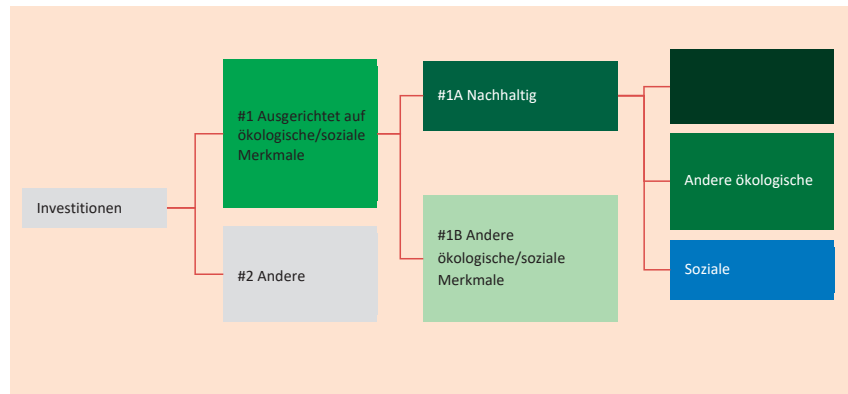 Investitionen
#1 Ausgerichtet auf
ökologische/soziale
Merkmale
#2 Andere
#1A Nachhaltig
#1B Andere
ökologische/soziale
Merkmale
Andere ökologische
Soziale